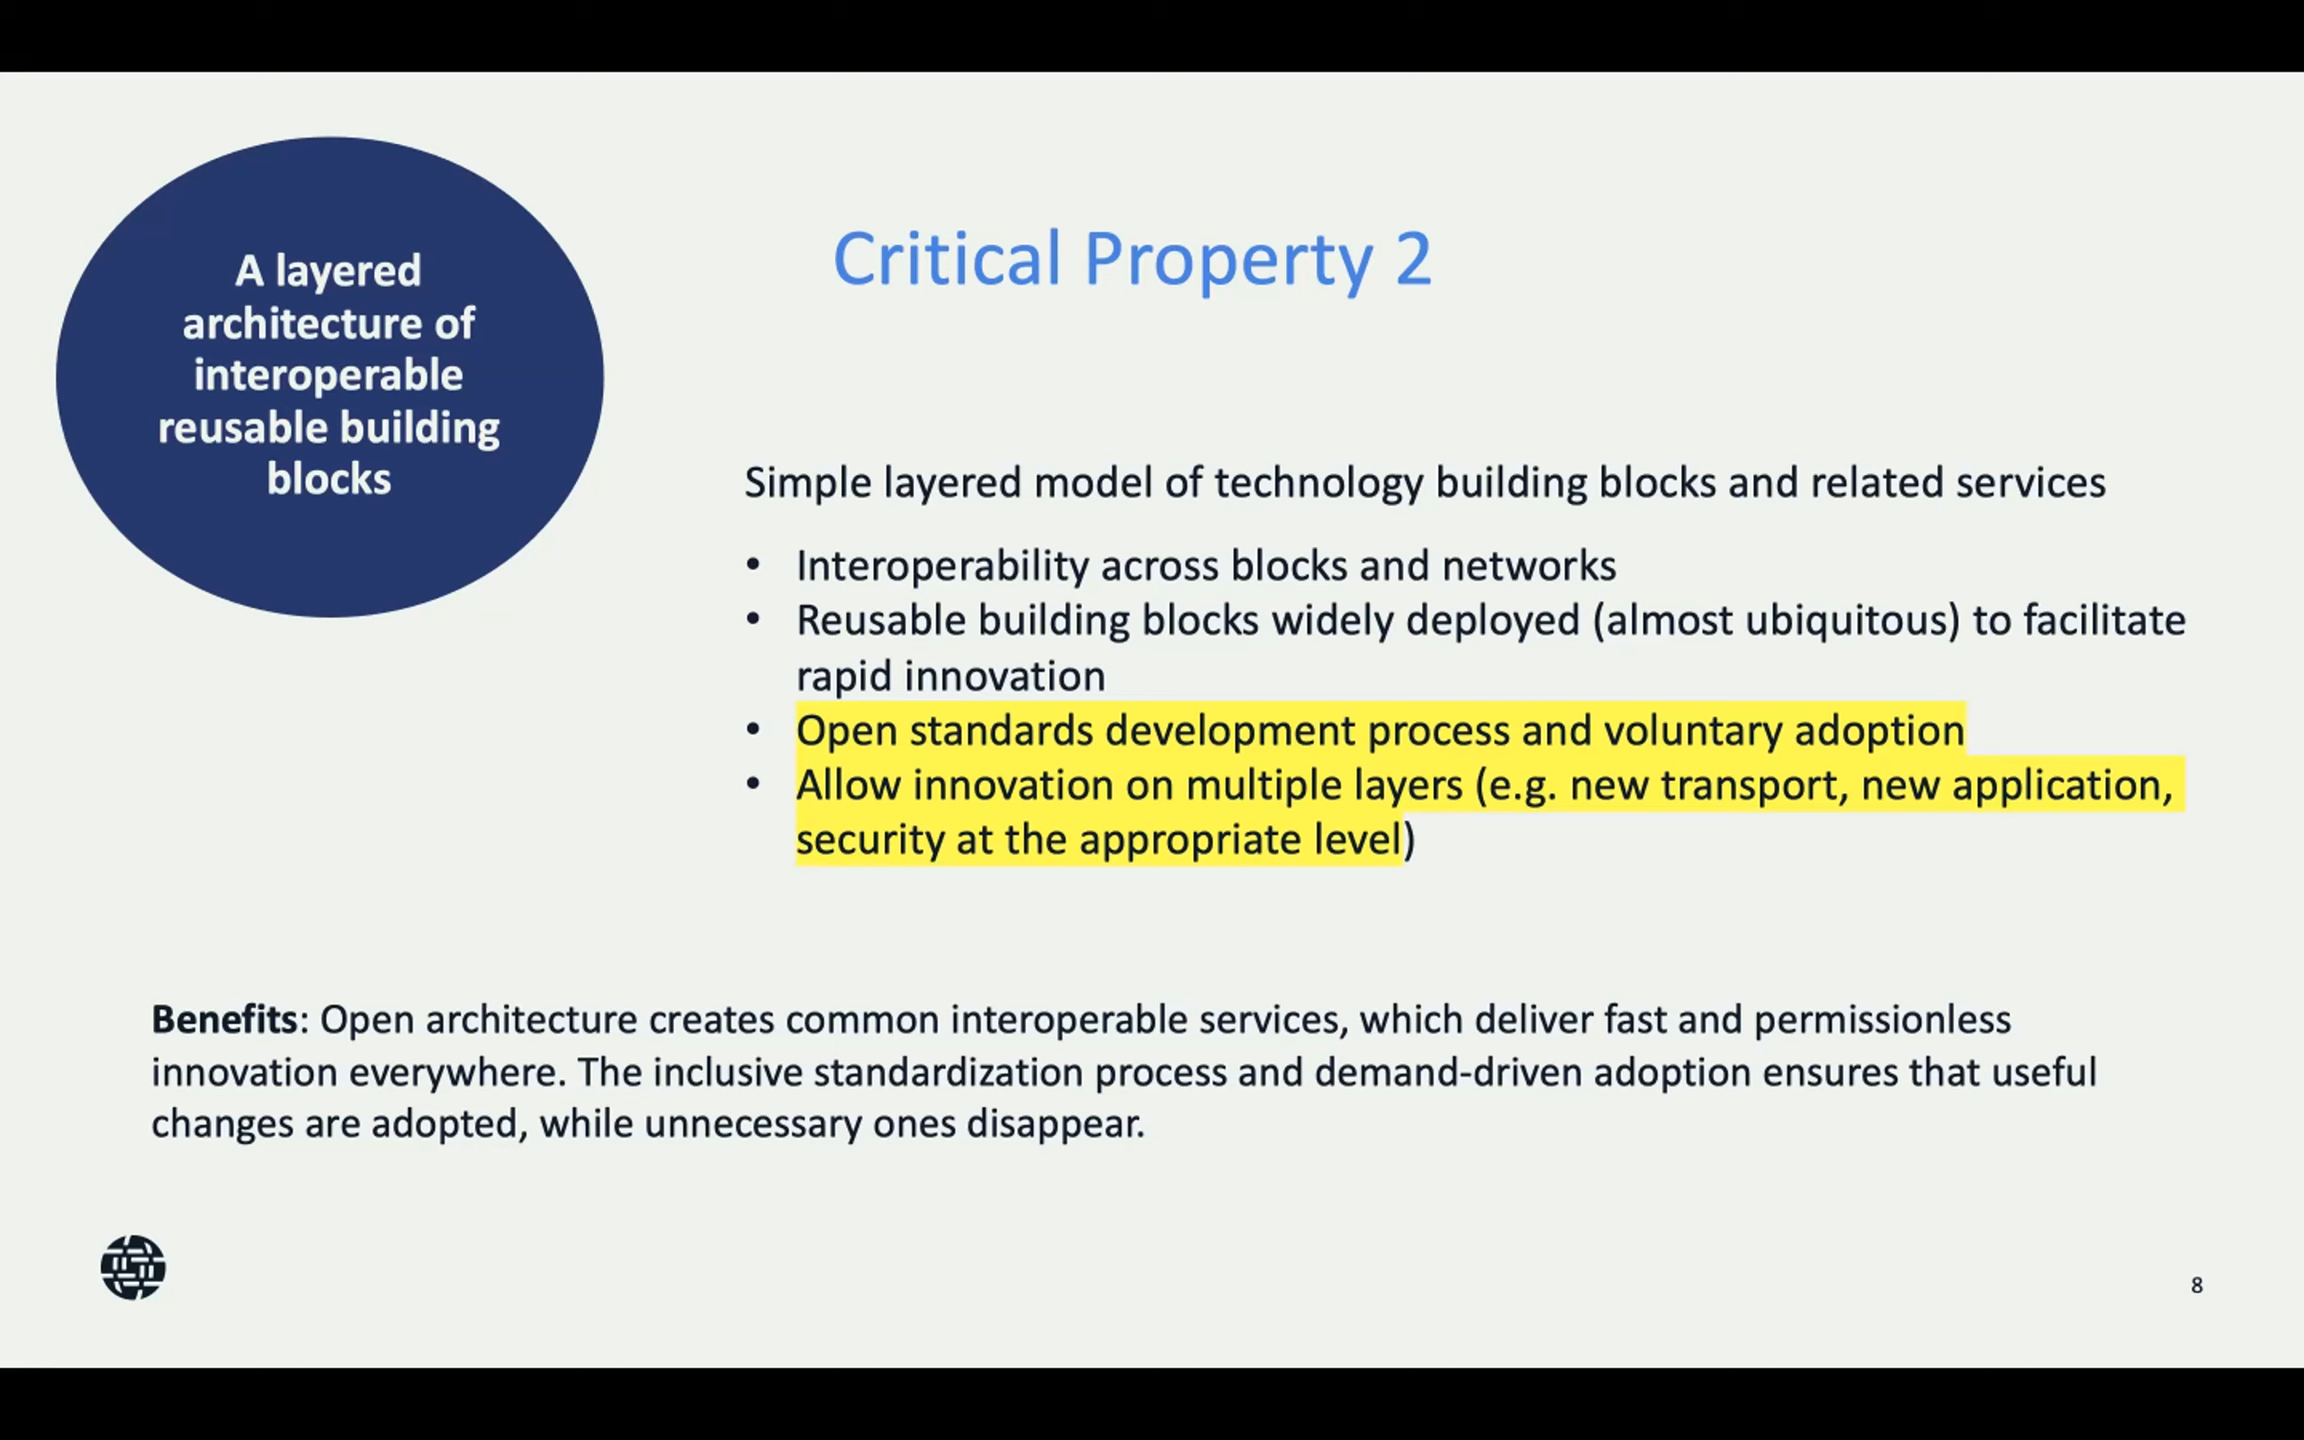 A layered
architecture of
interoperable
reusable building
blocks
Critical Property 2
Simple layered model of technology building blocks and related services
• Interoperability across blocks and networks
• Reusable building blocks widely deployed (almost ubiquitous) to facilitate
rapid innovation
• Open standards development process and voluntary adoption
• Allow innovation on multiple layers (e.g. new transport, new application,
security at the appropriate level)
Benefits: Open architecture creates common interoperable services, which deliver fast and permissionless
innovation everywhere. The inclusive standardization process and demand-driven adoption ensures that useful
changes are adopted, while unnecessary ones disappear.
8